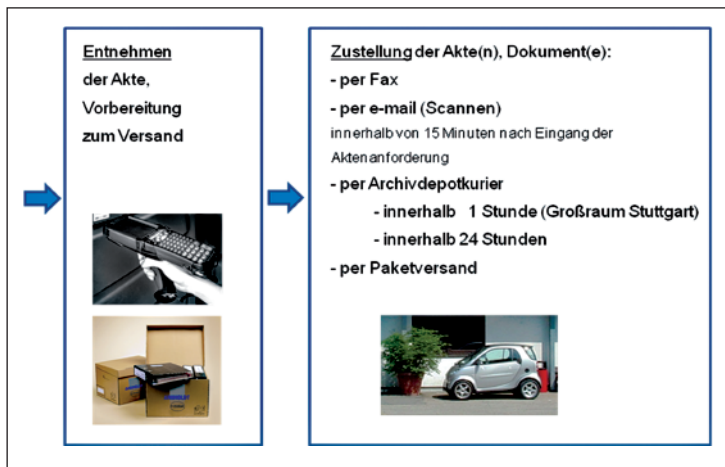 Entnehmen
der Akte,
Vorbereitung
zum Versand
Zustellung der Akte(n), Dokument(e):
- per Fax
- per e-mail (Scannen)
innerhalb von 15 Minuten nach Eingang der
Aktenanforderung
- per Archivdepotkurier
- innerhalb 1 Stunde (Großraum Stuttgart)
- innerhalb 24 Stunden
- per Paketversand